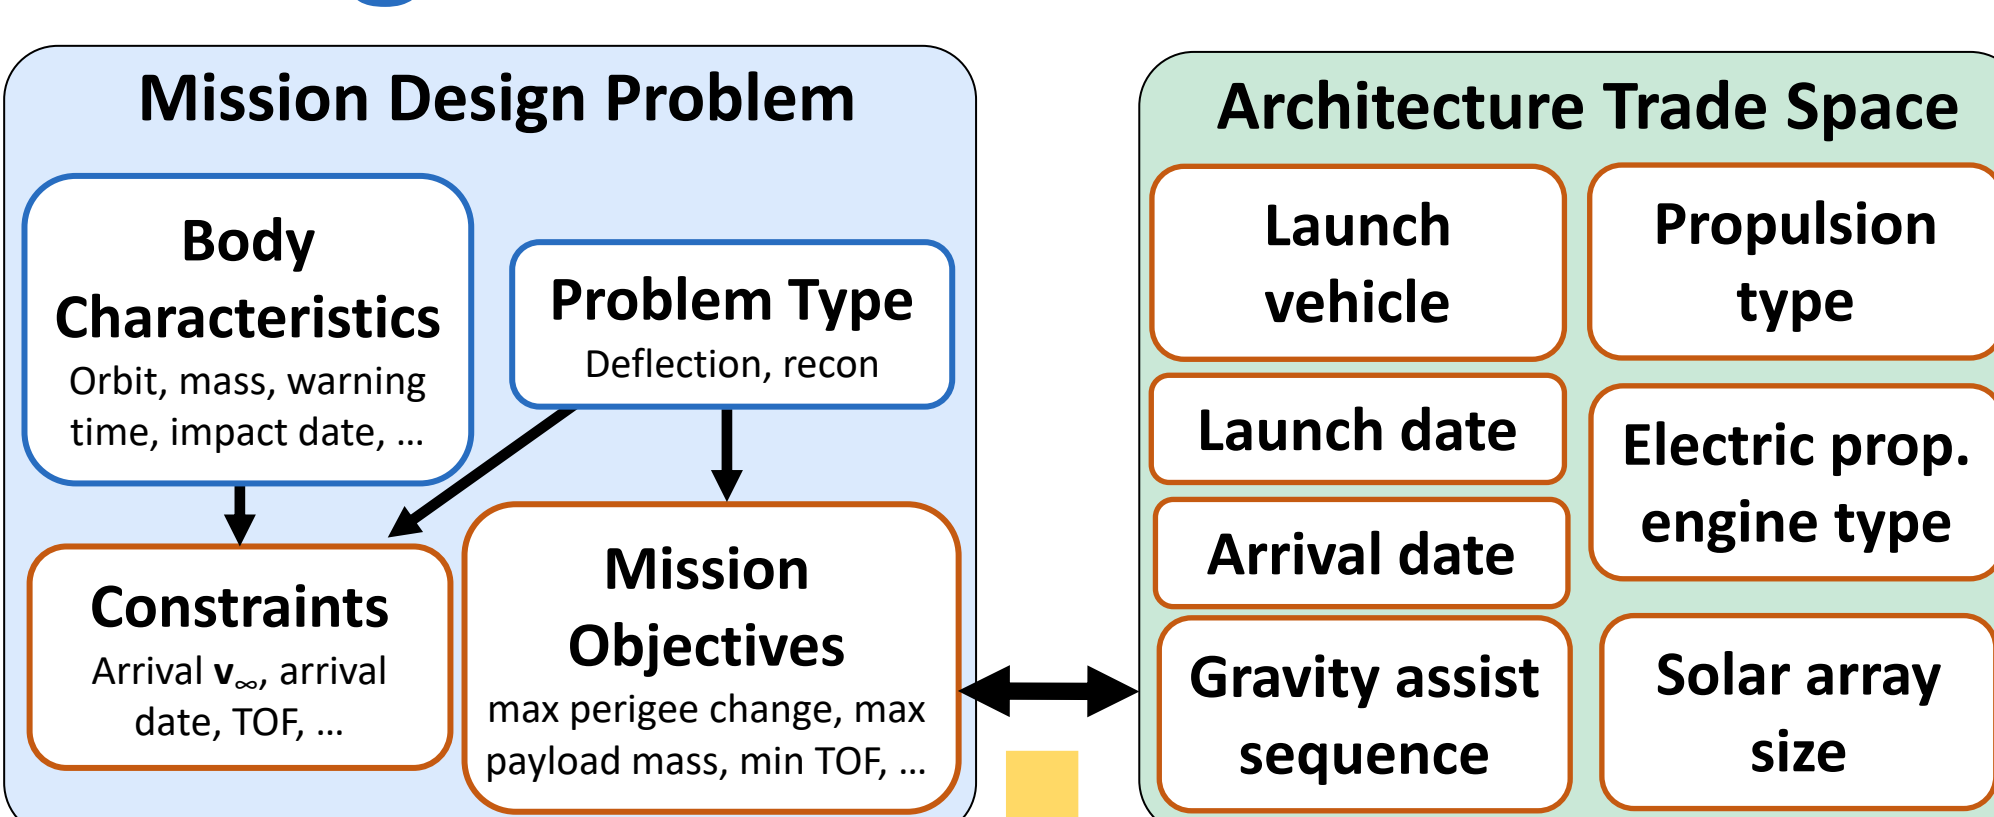 Mission Design Problem
Body
Characteristics
Orbit, mass, warning
time, impact date, …
Problem Type
Deflection, recon
Constraints
Arrival v∞, arrival
date, TOF, …
Mission
Objectives
max perigee change, max
payload mass, min TOF, …
Architecture Trade Space
Launch
vehicle
Propulsion
type
Launch date
Electric prop.
engine type
Arrival date
Gravity assist
sequence
Solar array
size